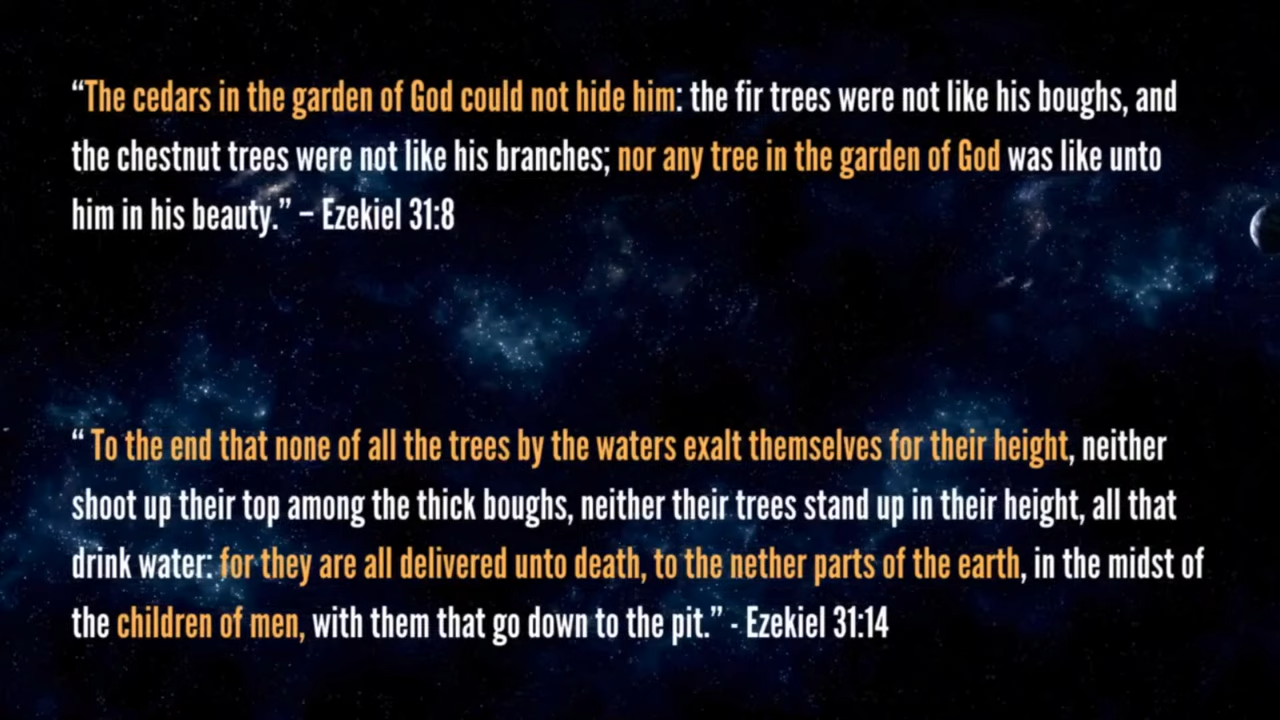 “The cedars in the garden of God could not hide him: the fir trees were not like his boughs, and
the chestnut trees were not like his branches; nor any tree in the garden of God was like unto
him in his beauty.” – Ezekiel 31:8
“ To the end that none of all the trees by the waters exalt themselves for their height, neither
shoot up their top among the thick boughs, neither their trees stand up in their height, all that
drink water: for they are all delivered unto death, to the nether parts of the earth, in the midst of
the children of men, with them that go down to the pit.” - Ezekiel 31:14